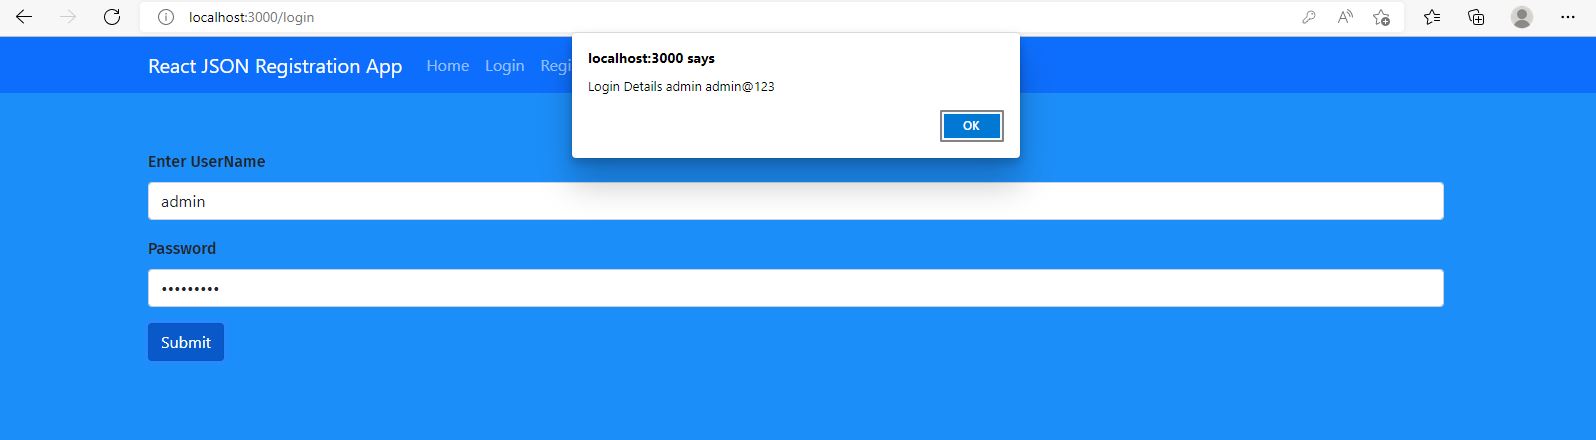 localhost:3000/login
React JSON Registration App Home Login Regi
localhost:3000 says
Login Details admin admin@123
OK
Enter UserName
admin
Password
•••••••••
Submit